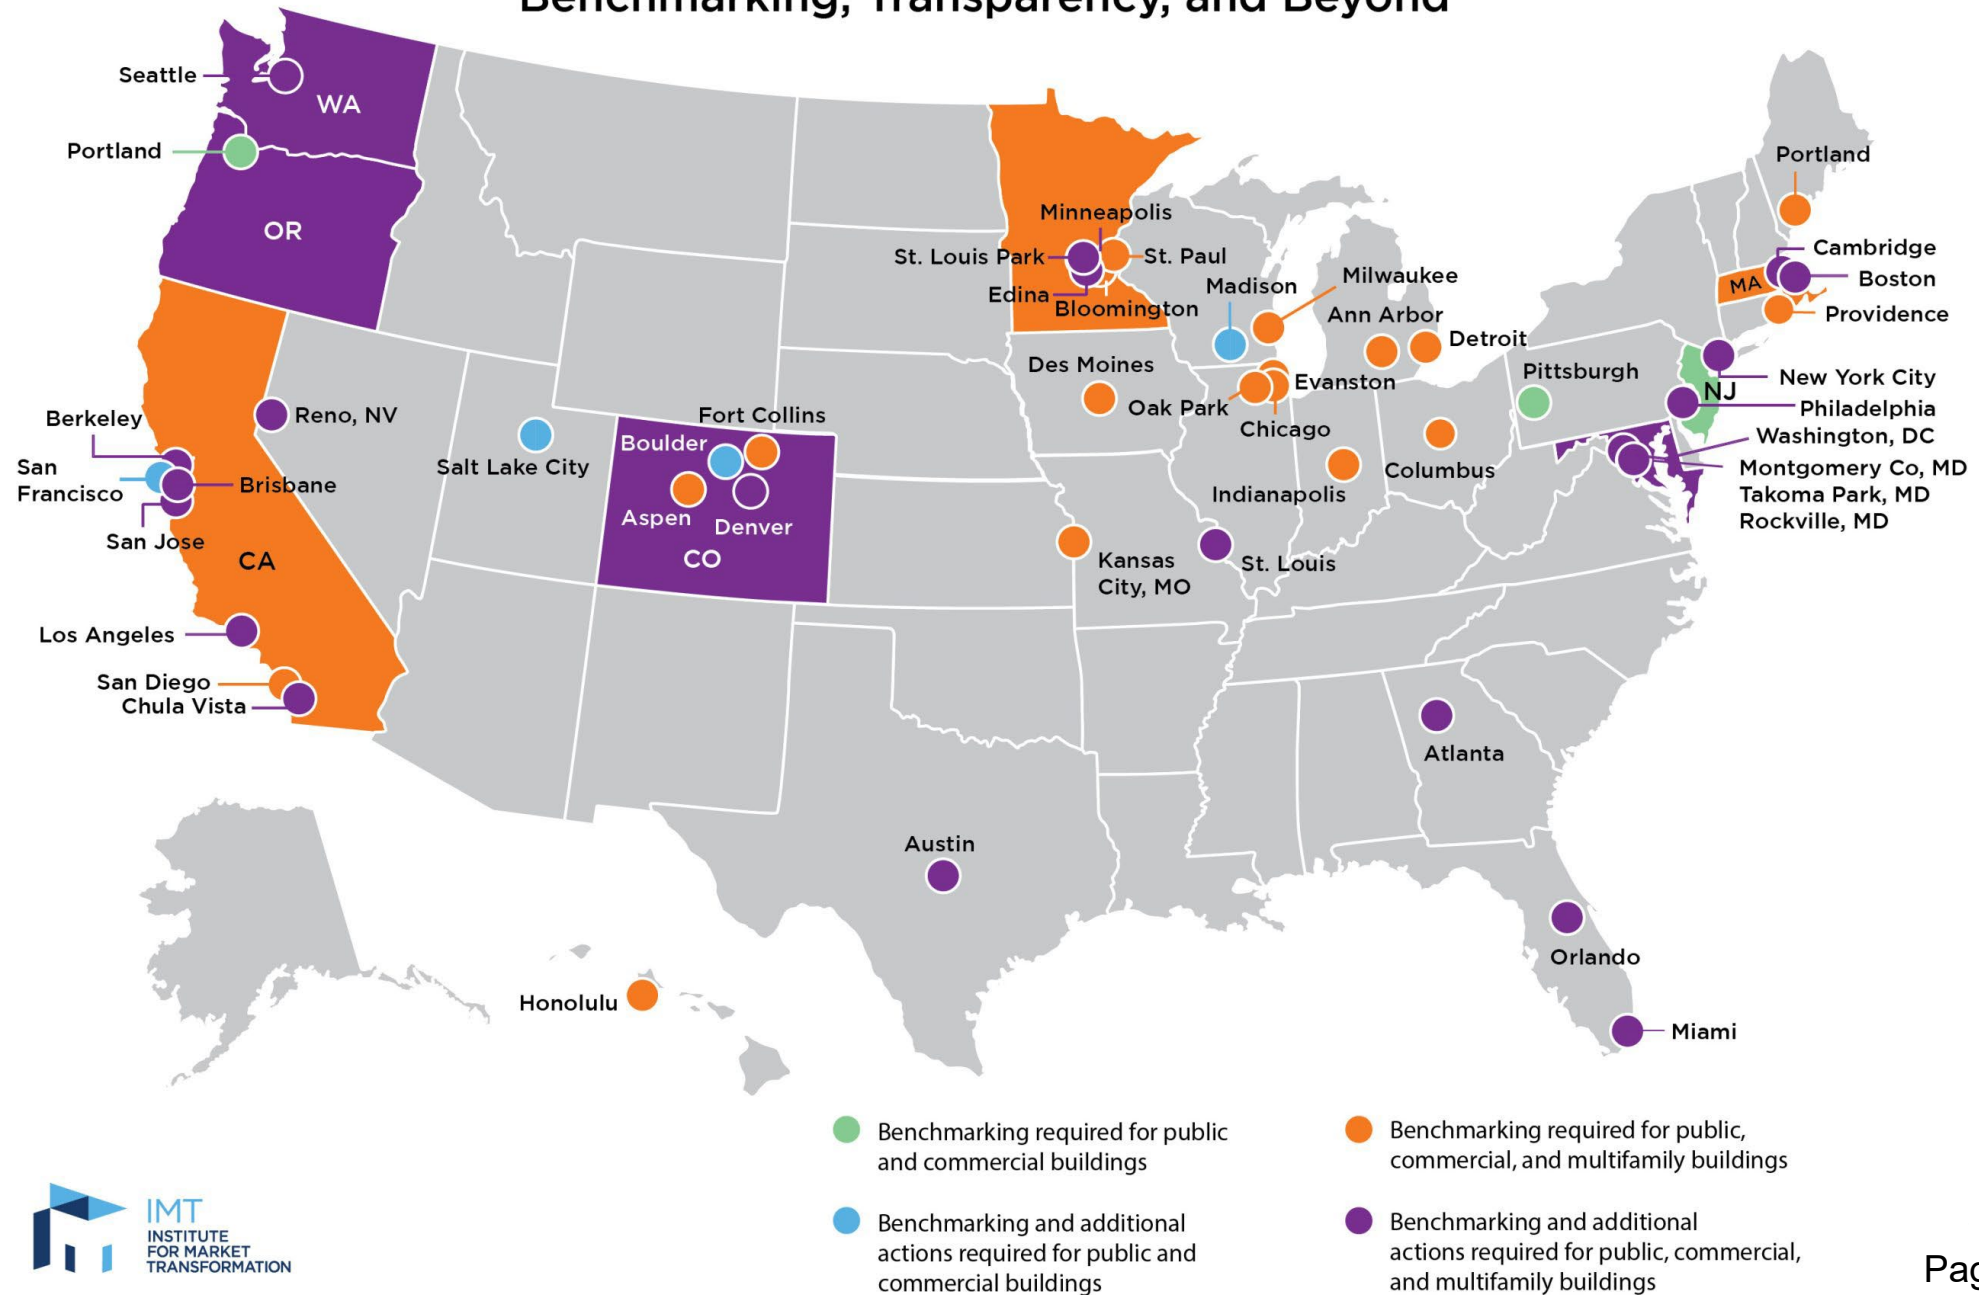 Benchmarking, Transparency, and Beyond
Seattle
WA
Portland
OR
Minneapolis
St. Louis Park
St. Paul
Edina
Bloomington
Madison
Milwaukee
Ann Arbor
Detroit
Portland
Cambridge
MA
Boston
Providence
Des Moines
Oak Park
Evanston
Chicago
Pittsburgh
NJ
New York City
Philadelphia
Washington, DC
Montgomery Co, MD
Takoma Park, MD
Rockville, MD
Berkeley
Reno, NV
San
Francisco
Brisbane
San Jose
CA
Salt Lake City
Fort Collins
Boulder
Aspen
Denver
CO
Indianapolis
Columbus
Kansas
City, MO
St. Louis
Los Angeles
San Diego
Chula Vista
Atlanta
Austin
Orlando
Honolulu
Miami
Benchmarking required for public
and commercial buildings
Benchmarking required for public,
commercial, and multifamily buildings
Benchmarking and additional
actions required for public and
commercial buildings
Benchmarking and additional
actions required for public, commercial,
and multifamily buildings
IMT
INSTITUTE
FOR MARKET
TRANSFORMATION